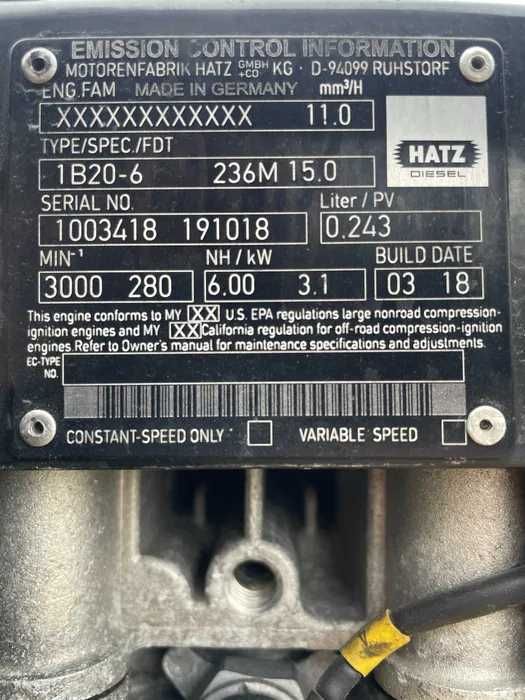 EMISSION CONTROL INFORMATION
MOTORENFABRIK HATZ GMBH +CO KG · D-94099 RUHSTORF
ENG.FAM MADE IN GERMANY mm³/H
XXXXXXXXXXXX 11.0
TYPE/SPEC./FDT
1B20-6 236M 15.0
HATZ
DIESEL
SERIAL NO. Liter / PV
1003418 191018 0.243
MIN⁻¹ NH / kW BUILD DATE
3000 280 6.00 3.1 03 18
This engine conforms to MY XX U.S. EPA regulations large nonroad compression-
ignition engines and MY XX California regulation for off-road compression-ignition
engines. Refer to Owner's manual for maintenance specifications and adjustments.
EC-TYPE
NO.
CONSTANT-SPEED ONLY VARIABLE SPEED